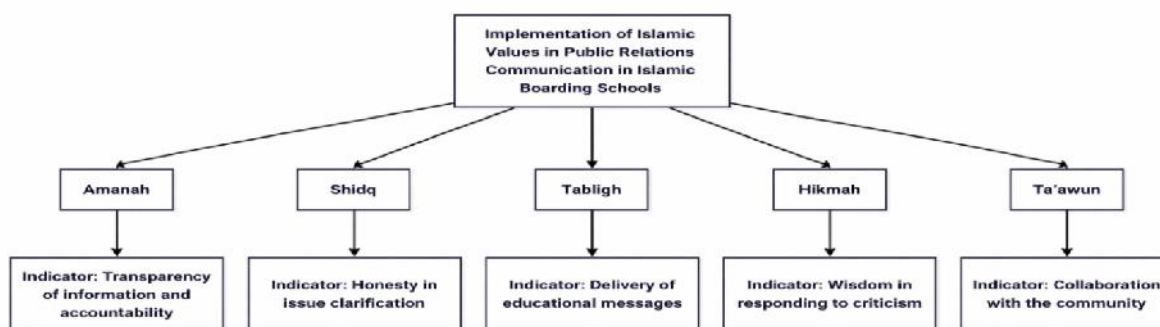 Implementation of Islamic
Values in Public Relations
Communication in Islamic
Boarding Schools
Amanah
Shidq
Tabligh
Hikmah
Ta'awun
Indicator: Transparency
of information and
accountability
Indicator: Honesty in
issue clarification
Indicator: Delivery of
educational messages
Indicator: Wisdom in
responding to criticism
Indicator: Collaboration
with the community